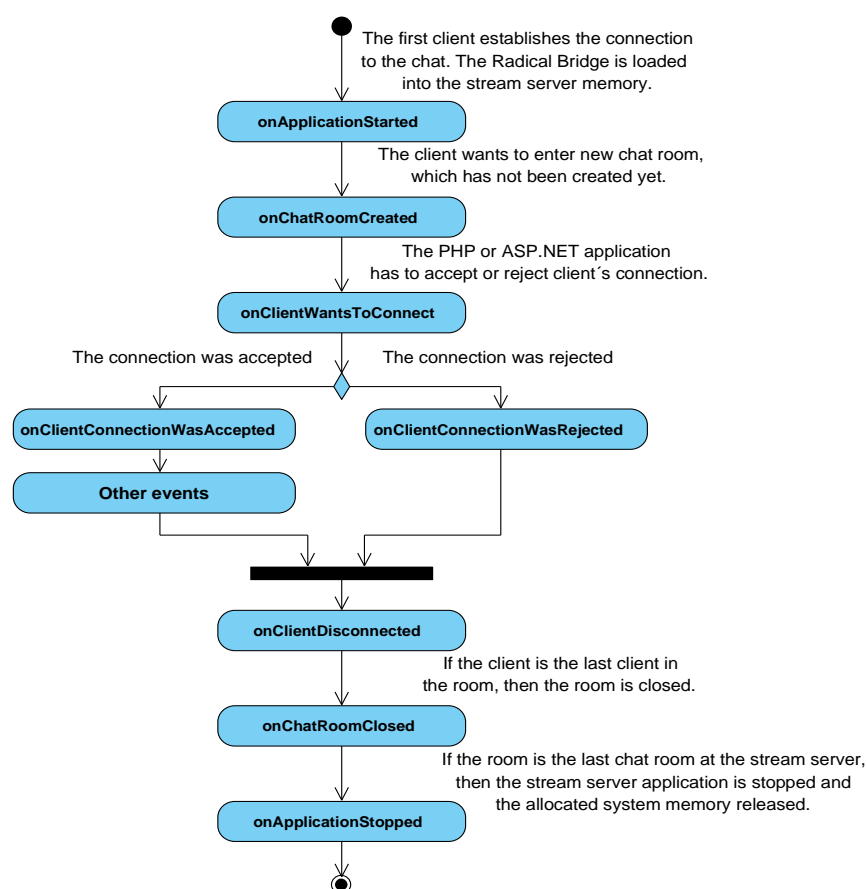 The first client establishes the connection
to the chat. The Radical Bridge is loaded
into the stream server memory.
onApplicationStarted
The client wants to enter new chat room,
which has not been created yet.
onChatRoomCreated
The PHP or ASP.NET application
has to accept or reject client´s connection.
onClientWantsToConnect
The connection was accepted
The connection was rejected
onClientConnectionWasAccepted
onClientConnectionWasRejected
Other events
onClientDisconnected
If the client is the last client in
the room, then the room is closed.
onChatRoomClosed
If the room is the last chat room at the stream server,
then the stream server application is stopped and
the allocated system memory released.
onApplicationStopped